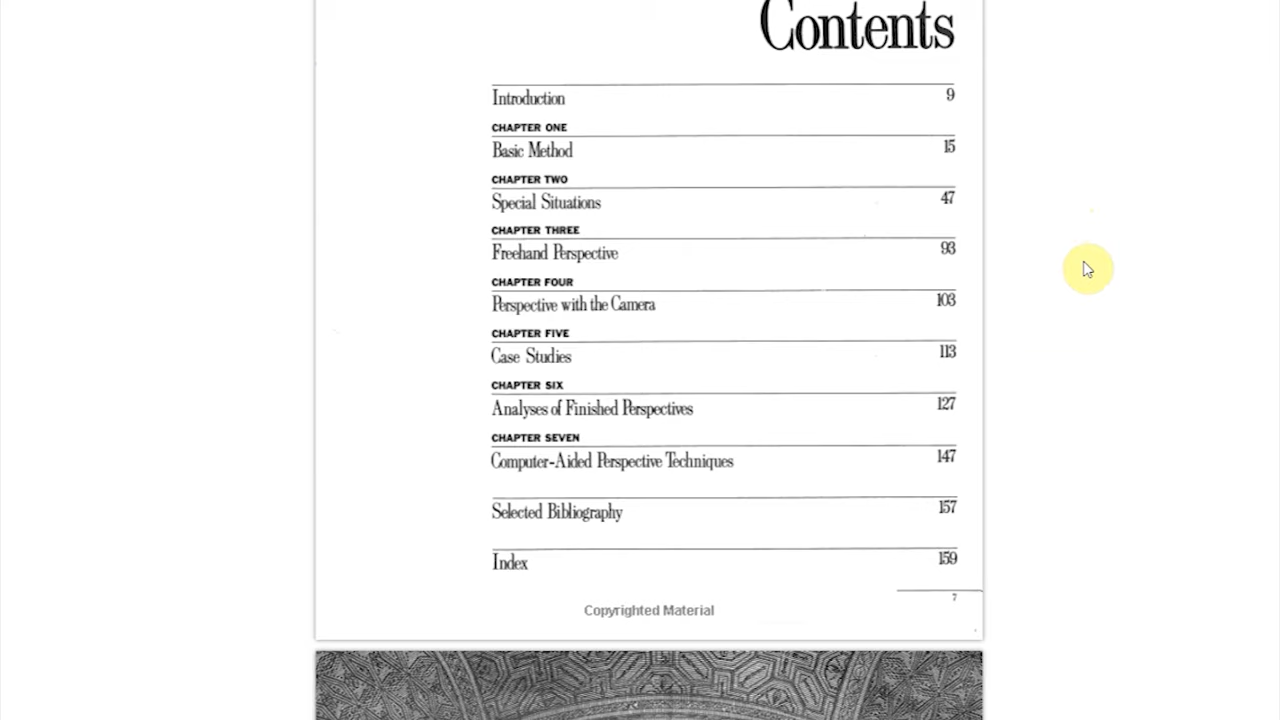 Contents
Introduction 9
CHAPTER ONE
Basic Method 15
CHAPTER TWO
Special Situations 47
CHAPTER THREE
Freehand Perspective 93
CHAPTER FOUR
Perspective with the Camera 103
CHAPTER FIVE
Case Studies 113
CHAPTER SIX
Analyses of Finished Perspectives 127
CHAPTER SEVEN
Computer-Aided Perspective Techniques 147
Selected Bibliography 157
Index 159
7
Copyrighted Material